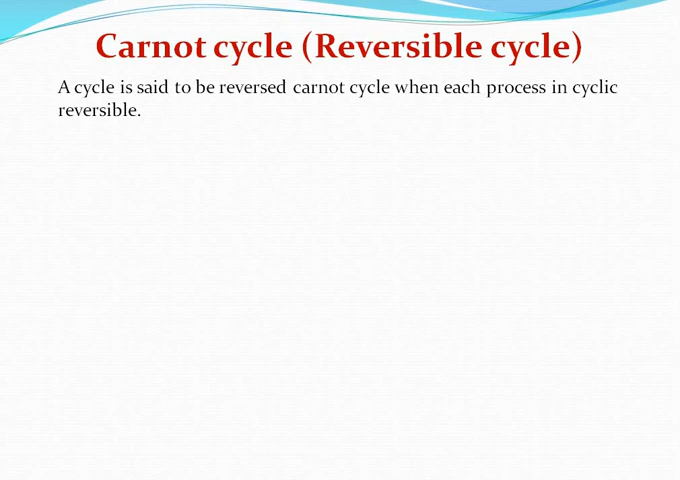 Carnot cycle (Reversible cycle)
A cycle is said to be reversed carnot cycle when each process in cyclic
reversible.